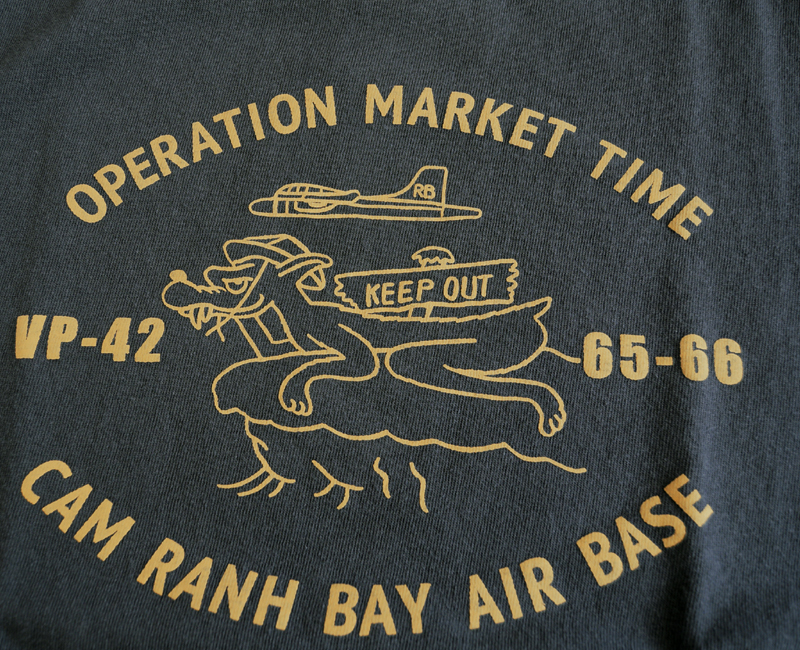 OPERATION MARKET TIME
RB
KEEP OUT
VP-42
65-66
CAM RANH BAY AIR BASE